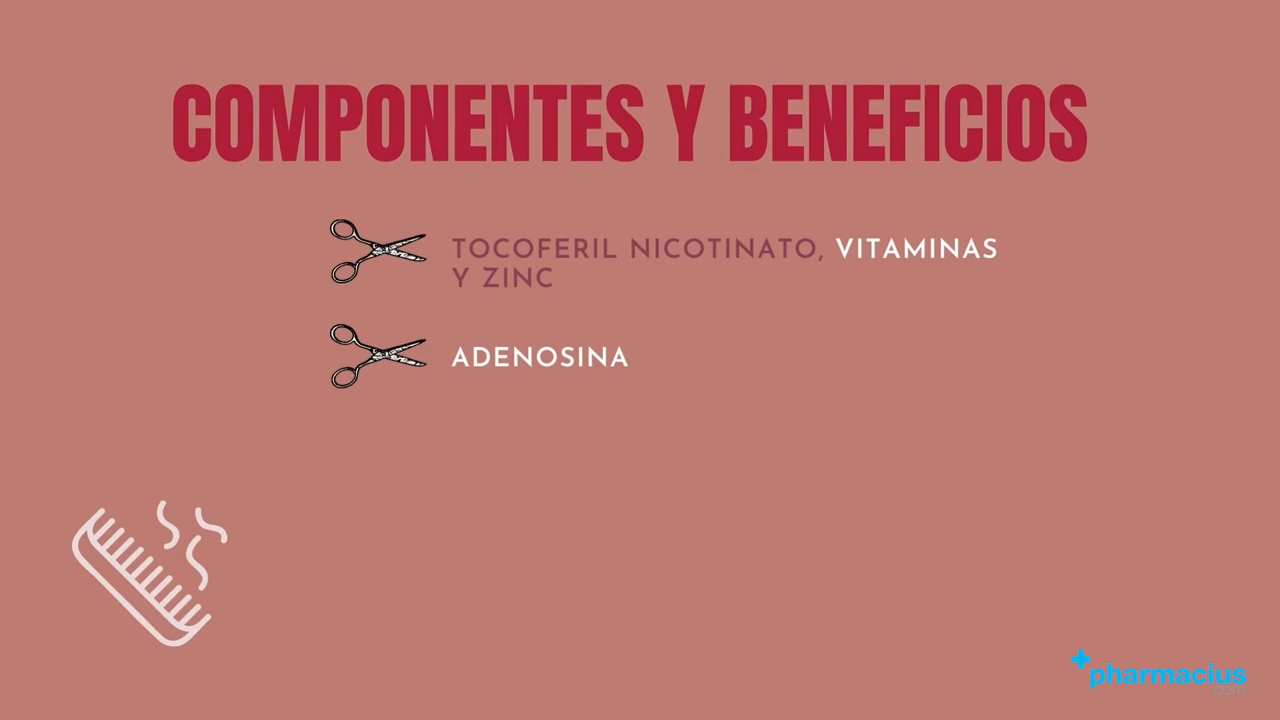 COMPONENTES Y BENEFICIOS
TOCOFERIL NICOTINATO, VITAMINAS
Y ZINC
ADENOSINA
+pharmacius
.com